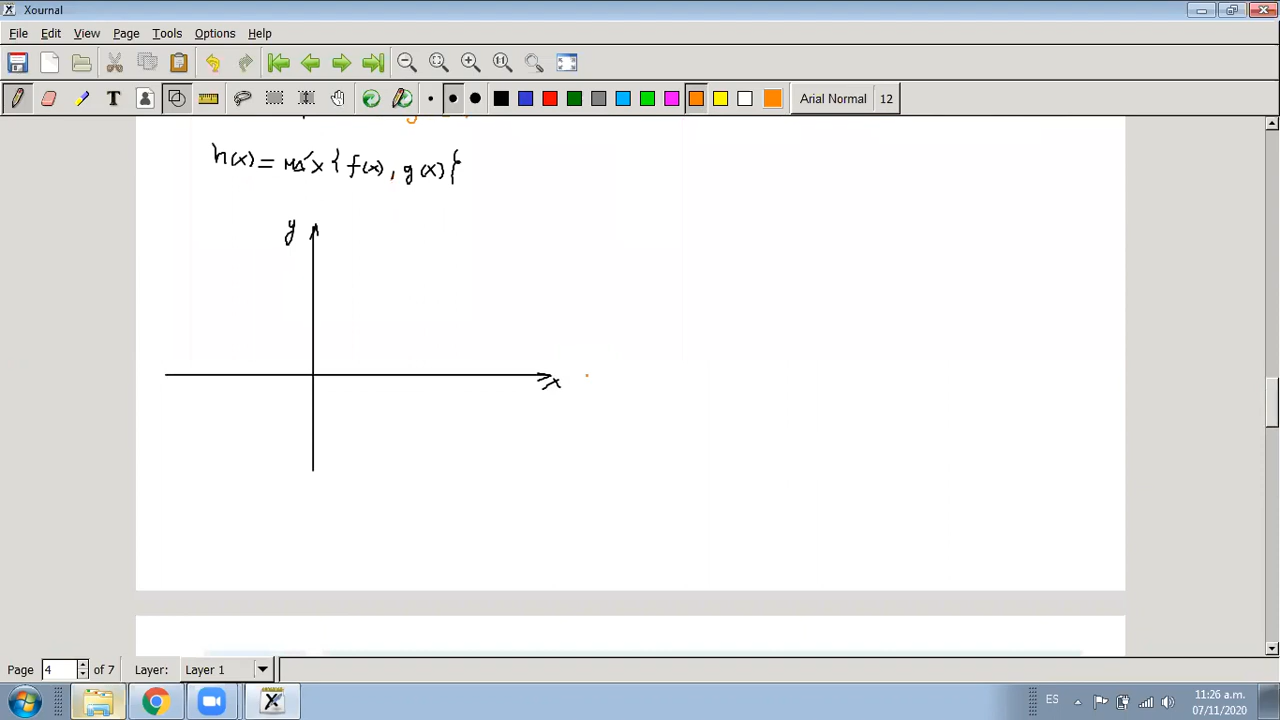 Xournal
File Edit View Page Tools Options Help
Arial Normal 12
h(x) = MÁX { f(x), g(x) }
y
x
Page 4 of 7 Layer: Layer 1
ES 11:26 a.m.
07/11/2020